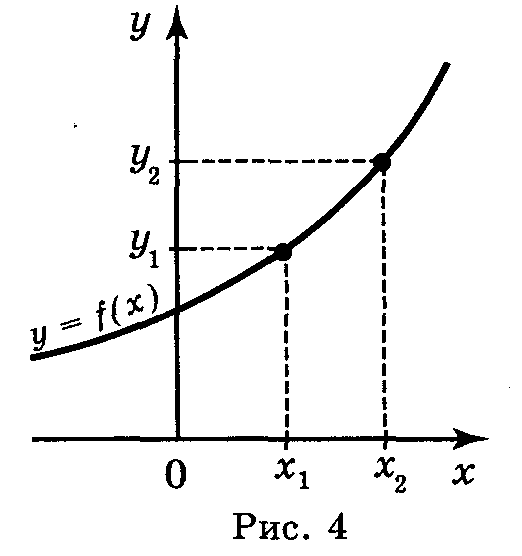 y
y₂
y₁
y = f(x)
0
x₁
x₂
x
Рис. 4